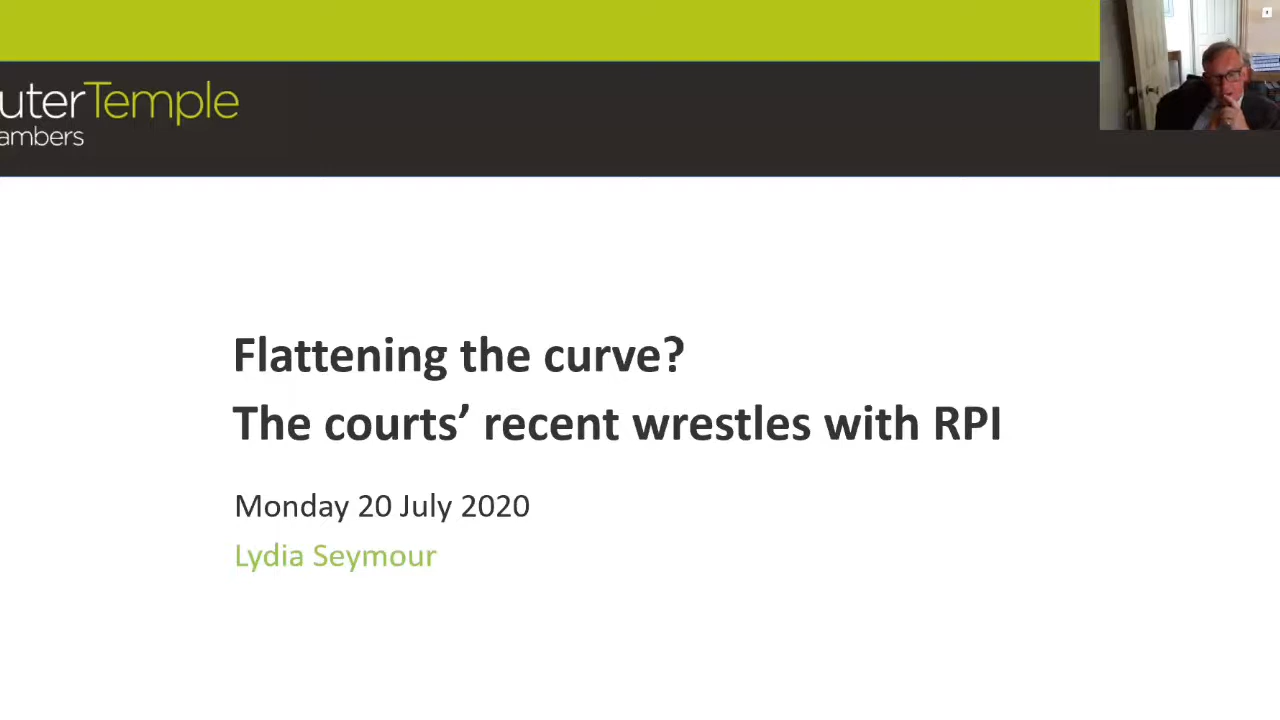 uterTemple
ambers
Flattening the curve?
The courts’ recent wrestles with RPI
Monday 20 July 2020
Lydia Seymour